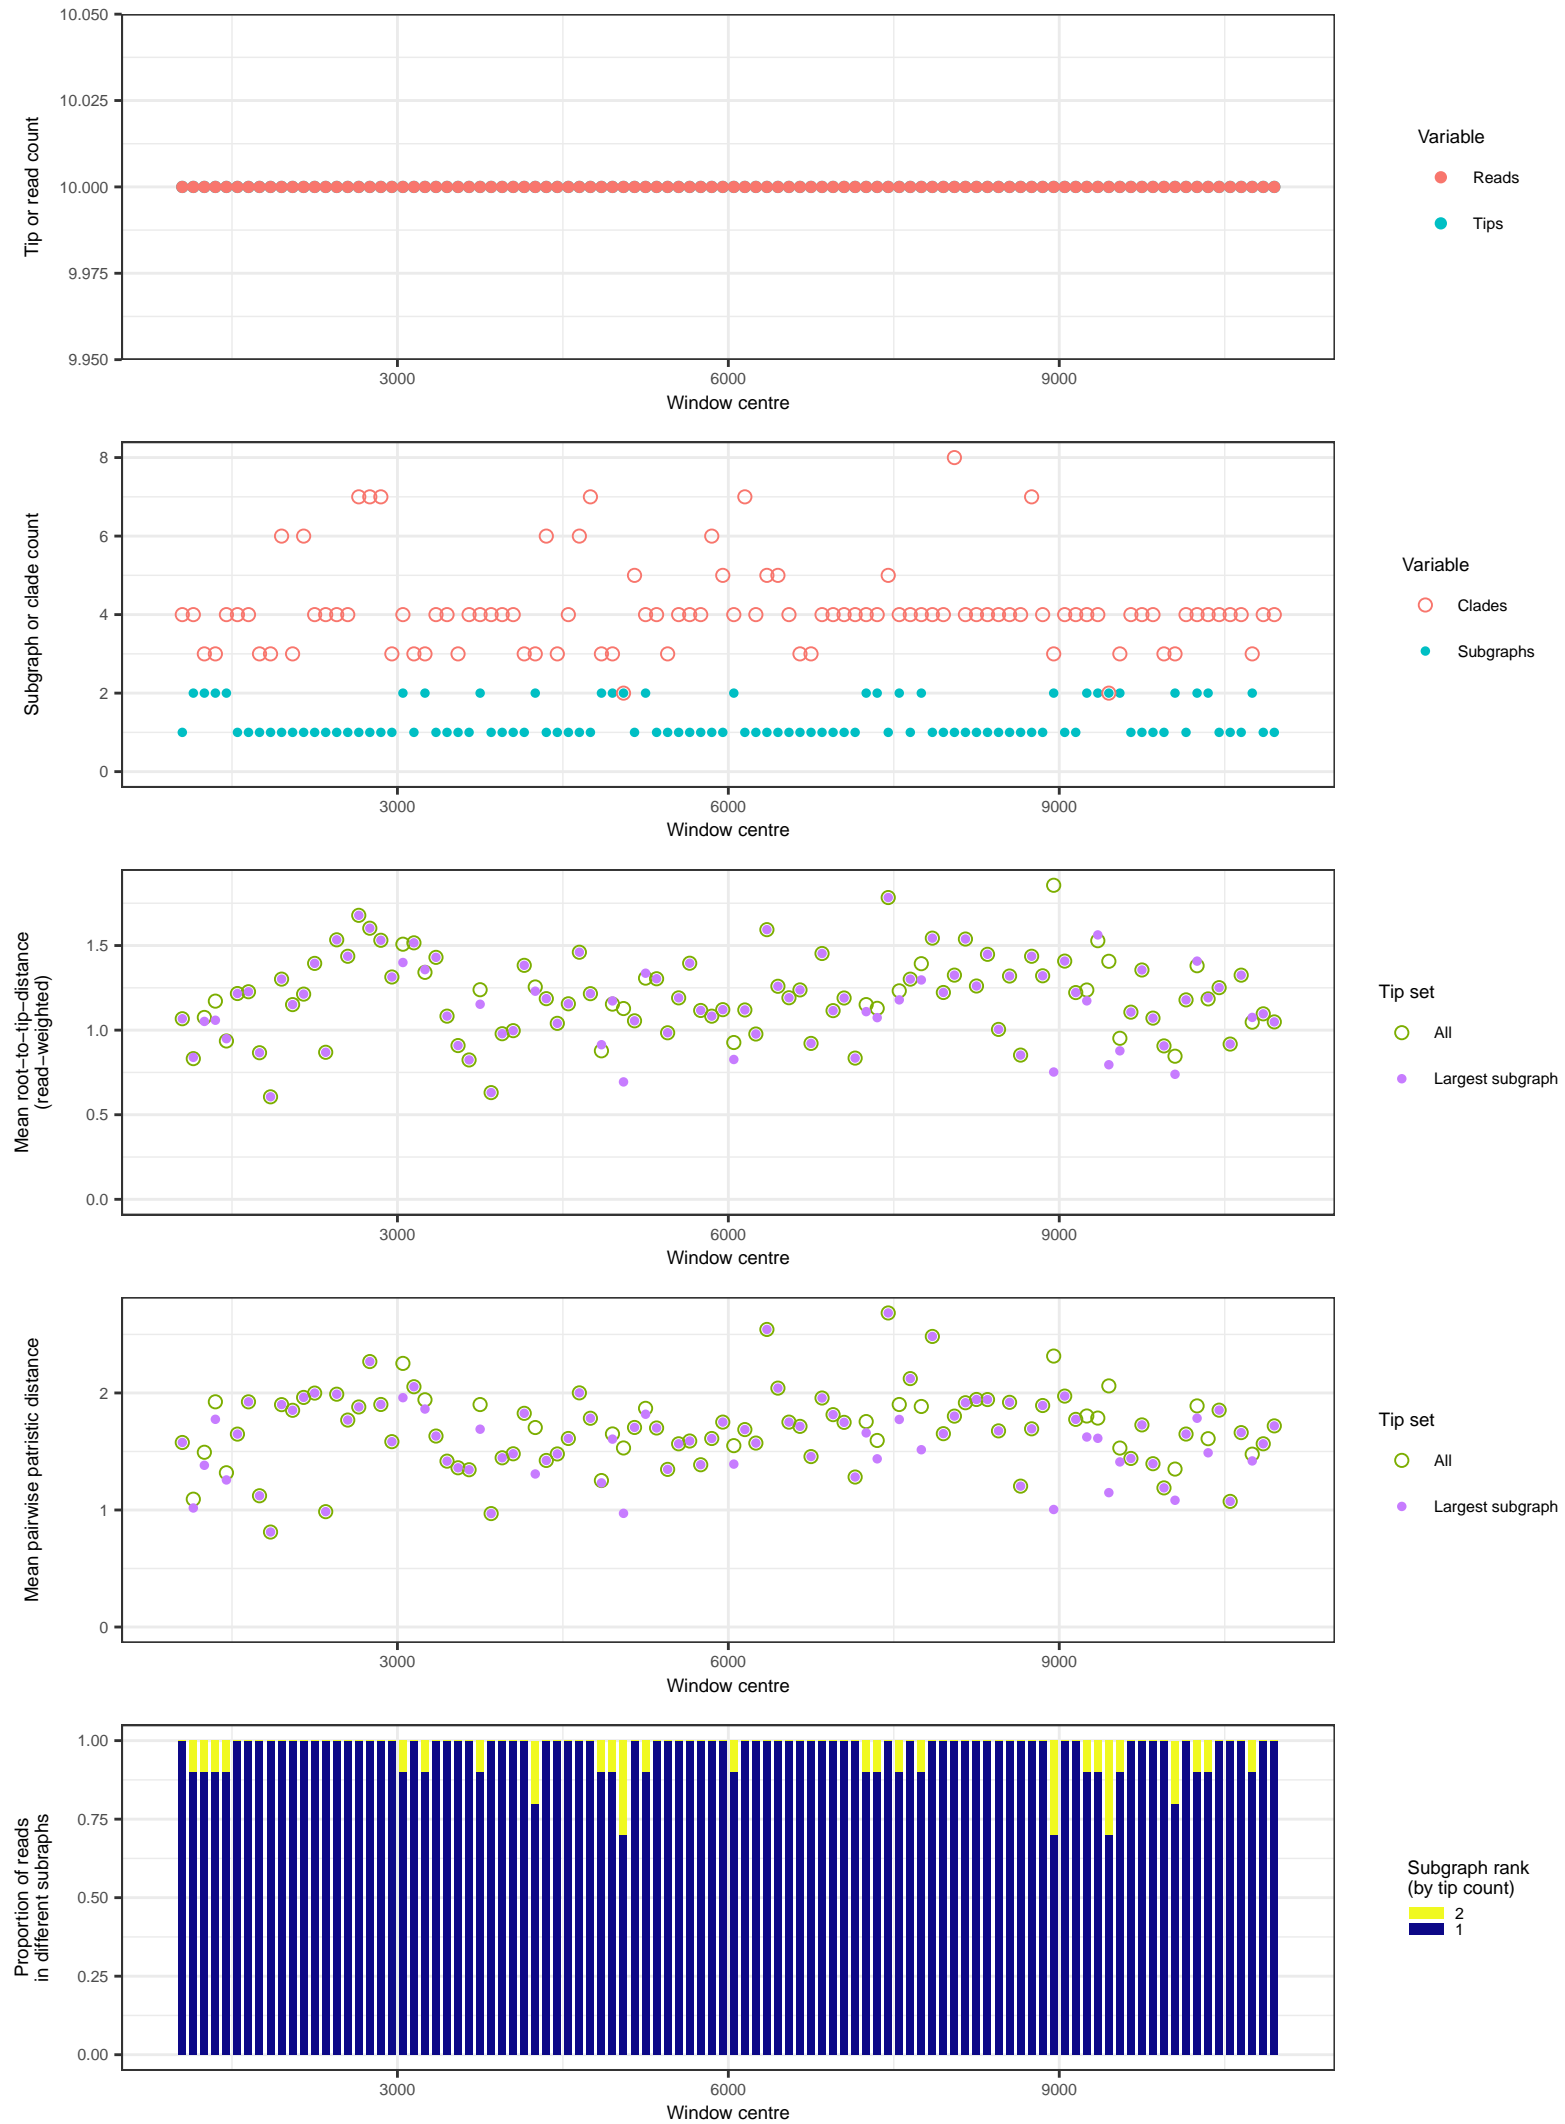 10.050
10.025
10.000
9.975
9.950
Tip or read count
3000 6000 9000
Window centre
Variable
Reads
Tips
8
6
4
2
0
Subgraph or clade count
3000 6000 9000
Window centre
Variable
Clades
Subgraphs
1.5
1.0
0.5
0.0
Mean root−to−tip−distance
(read−weighted)
3000 6000 9000
Window centre
Tip set
All
Largest subgraph
2
1
0
Mean pairwise patristic distance
3000 6000 9000
Window centre
Tip set
All
Largest subgraph
1.00
0.75
0.50
0.25
0.00
Proportion of reads
in different subraphs
3000 6000 9000
Window centre
Subgraph rank
(by tip count)
2
1